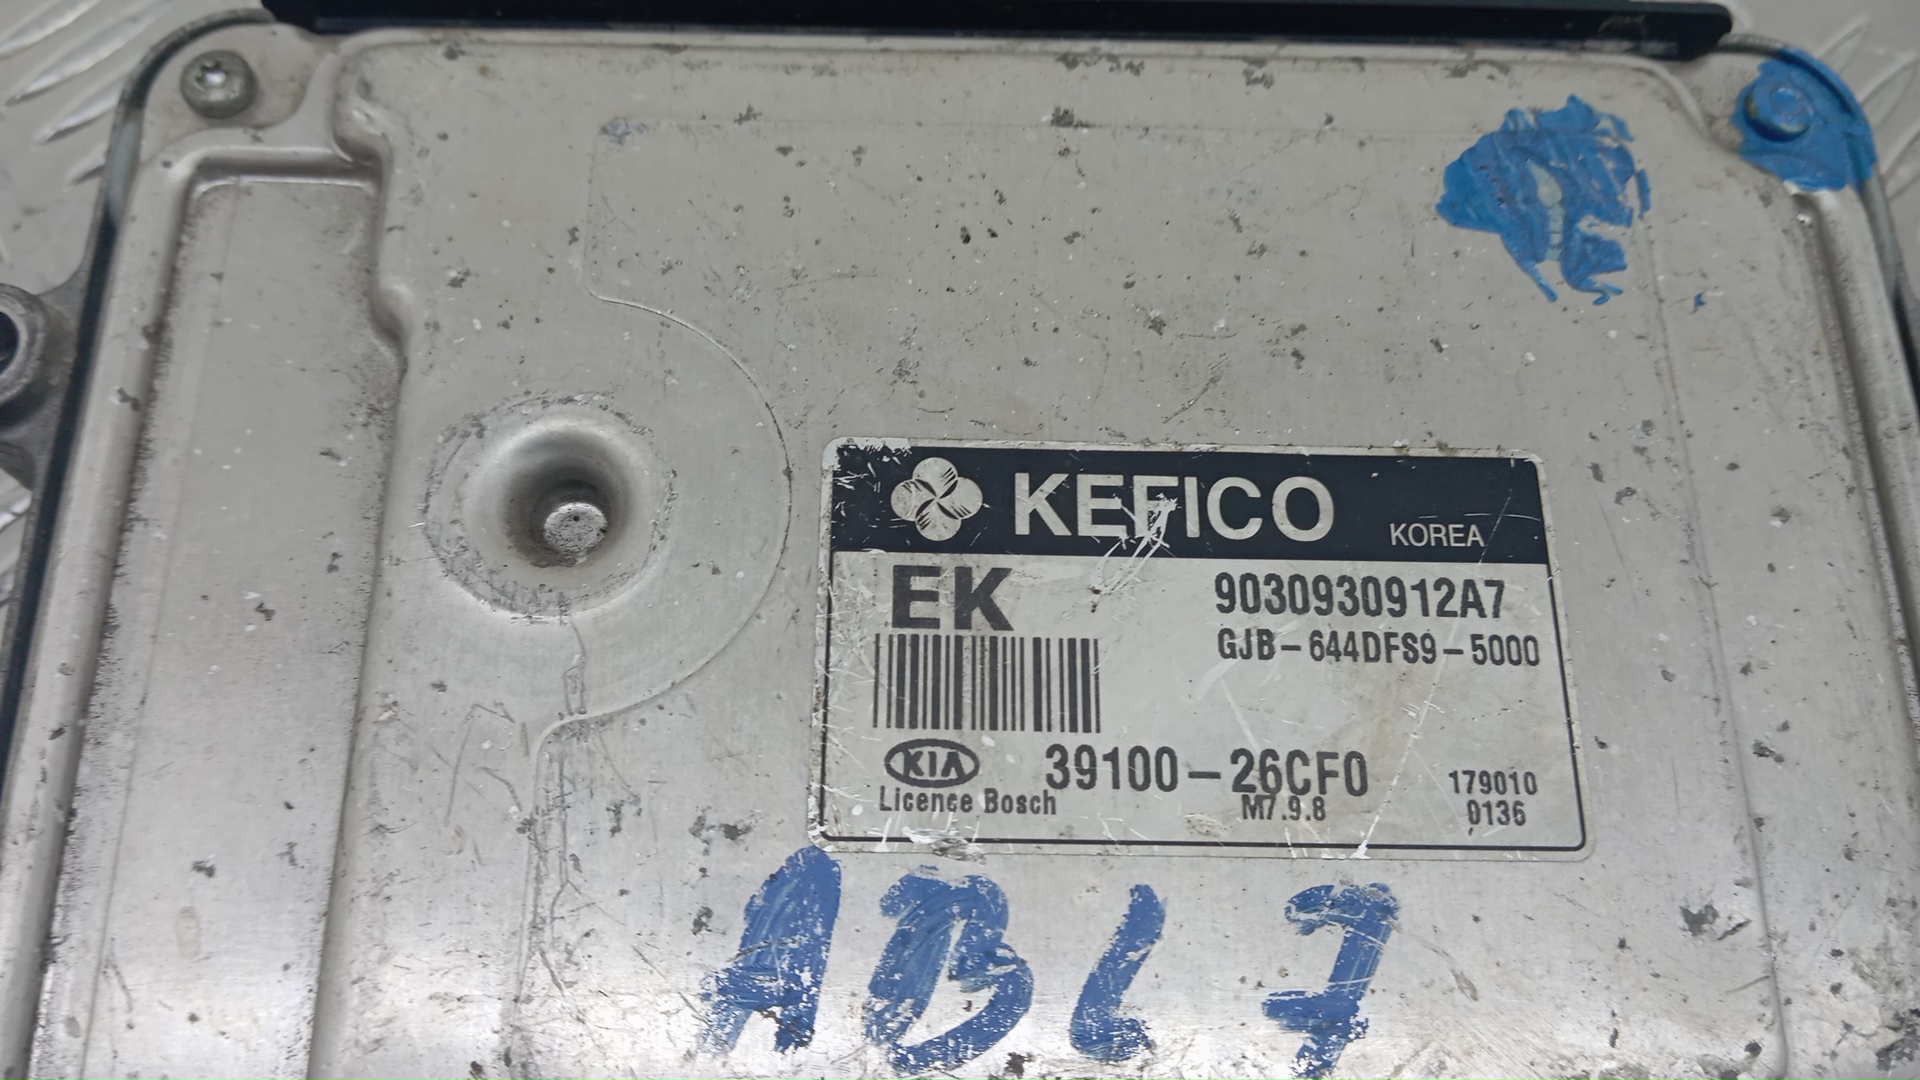 KEFICO KOREA
EK 9030930912A7
GJB-644DFS9-5000
KIA 39100-26CF0 179010
Licence Bosch M7.9.8 0136